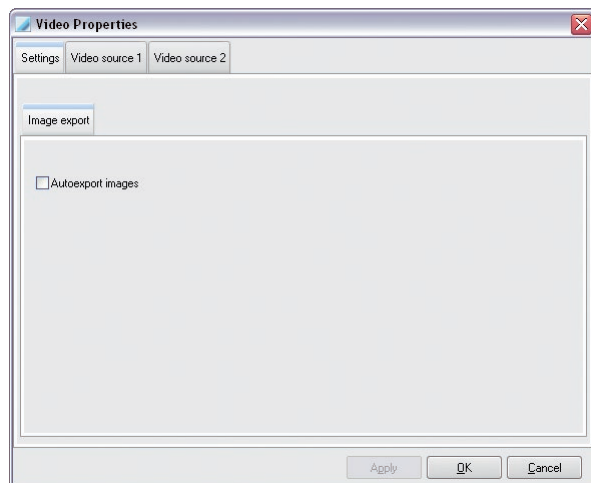 Video Properties
Settings Video source 1 Video source 2
Image export
Autoexport images
Apply OK Cancel